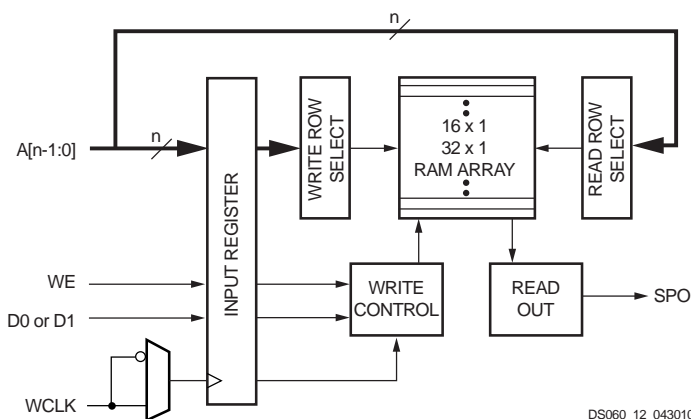 n
A[n-1:0]
n
INPUT REGISTER
WRITE ROW
SELECT
16 x 1
32 x 1
RAM ARRAY
READ ROW
SELECT
WE
D0 or D1
WRITE
CONTROL
READ
OUT
SPO
WCLK
DS060_12_043010